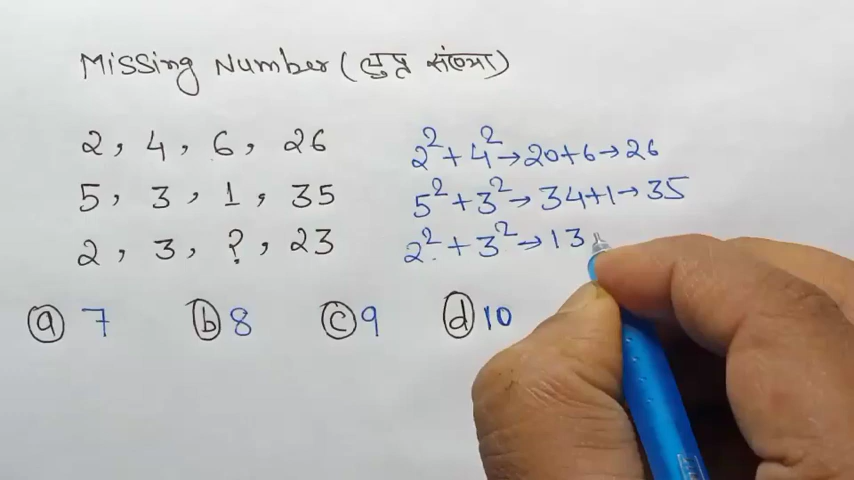 Missing Number (लुप्त संख्या)
2, 4, 6, 26
2² + 4² → 20+6 → 26
5, 3, 1, 35
5² + 3² → 34+1 → 35
2, 3, ?, 23
2² + 3² → 13
ⓐ 7 ⓑ 8 ⓒ 9 ⓓ 10